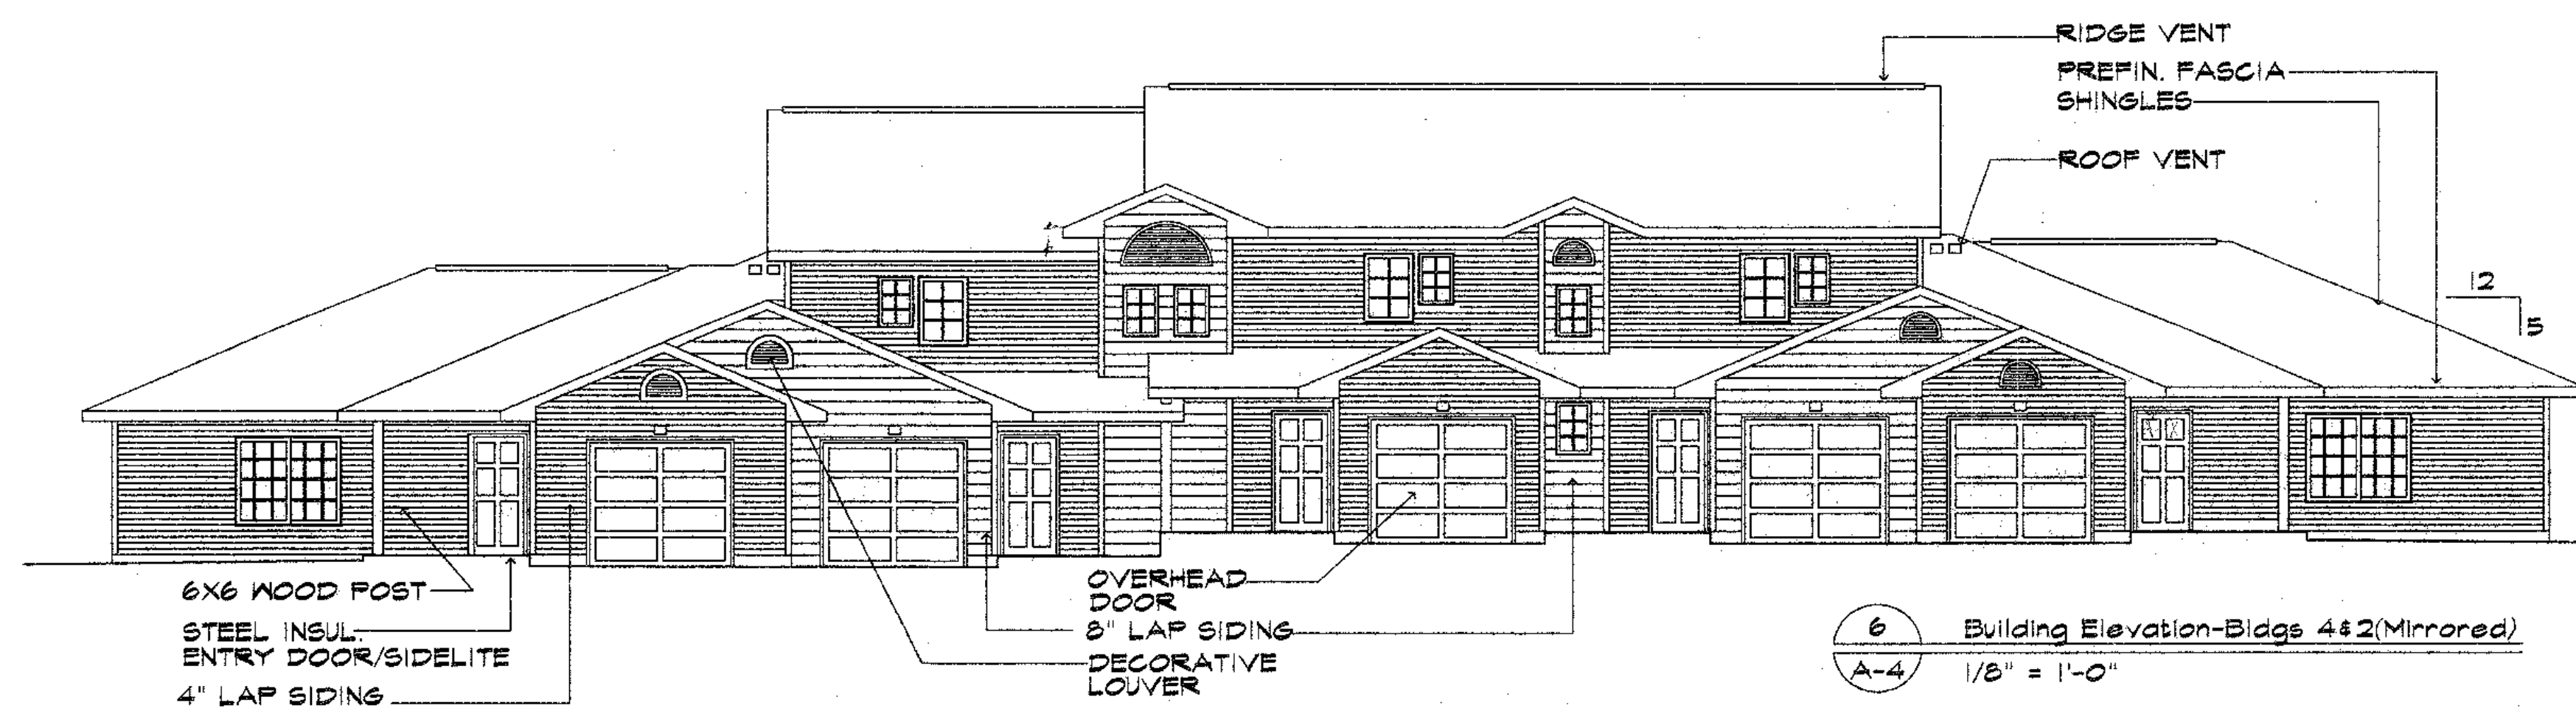 RIDGE VENT
PREFIN. FASCIA
SHINGLES
ROOF VENT
12
5
6X6 WOOD POST
STEEL INSUL.
ENTRY DOOR/SIDELITE
4" LAP SIDING
OVERHEAD
DOOR
8" LAP SIDING
DECORATIVE
LOUVER
6
A-4
Building Elevation-Bldgs 4&2(Mirrored)
1/8" = 1'-0"